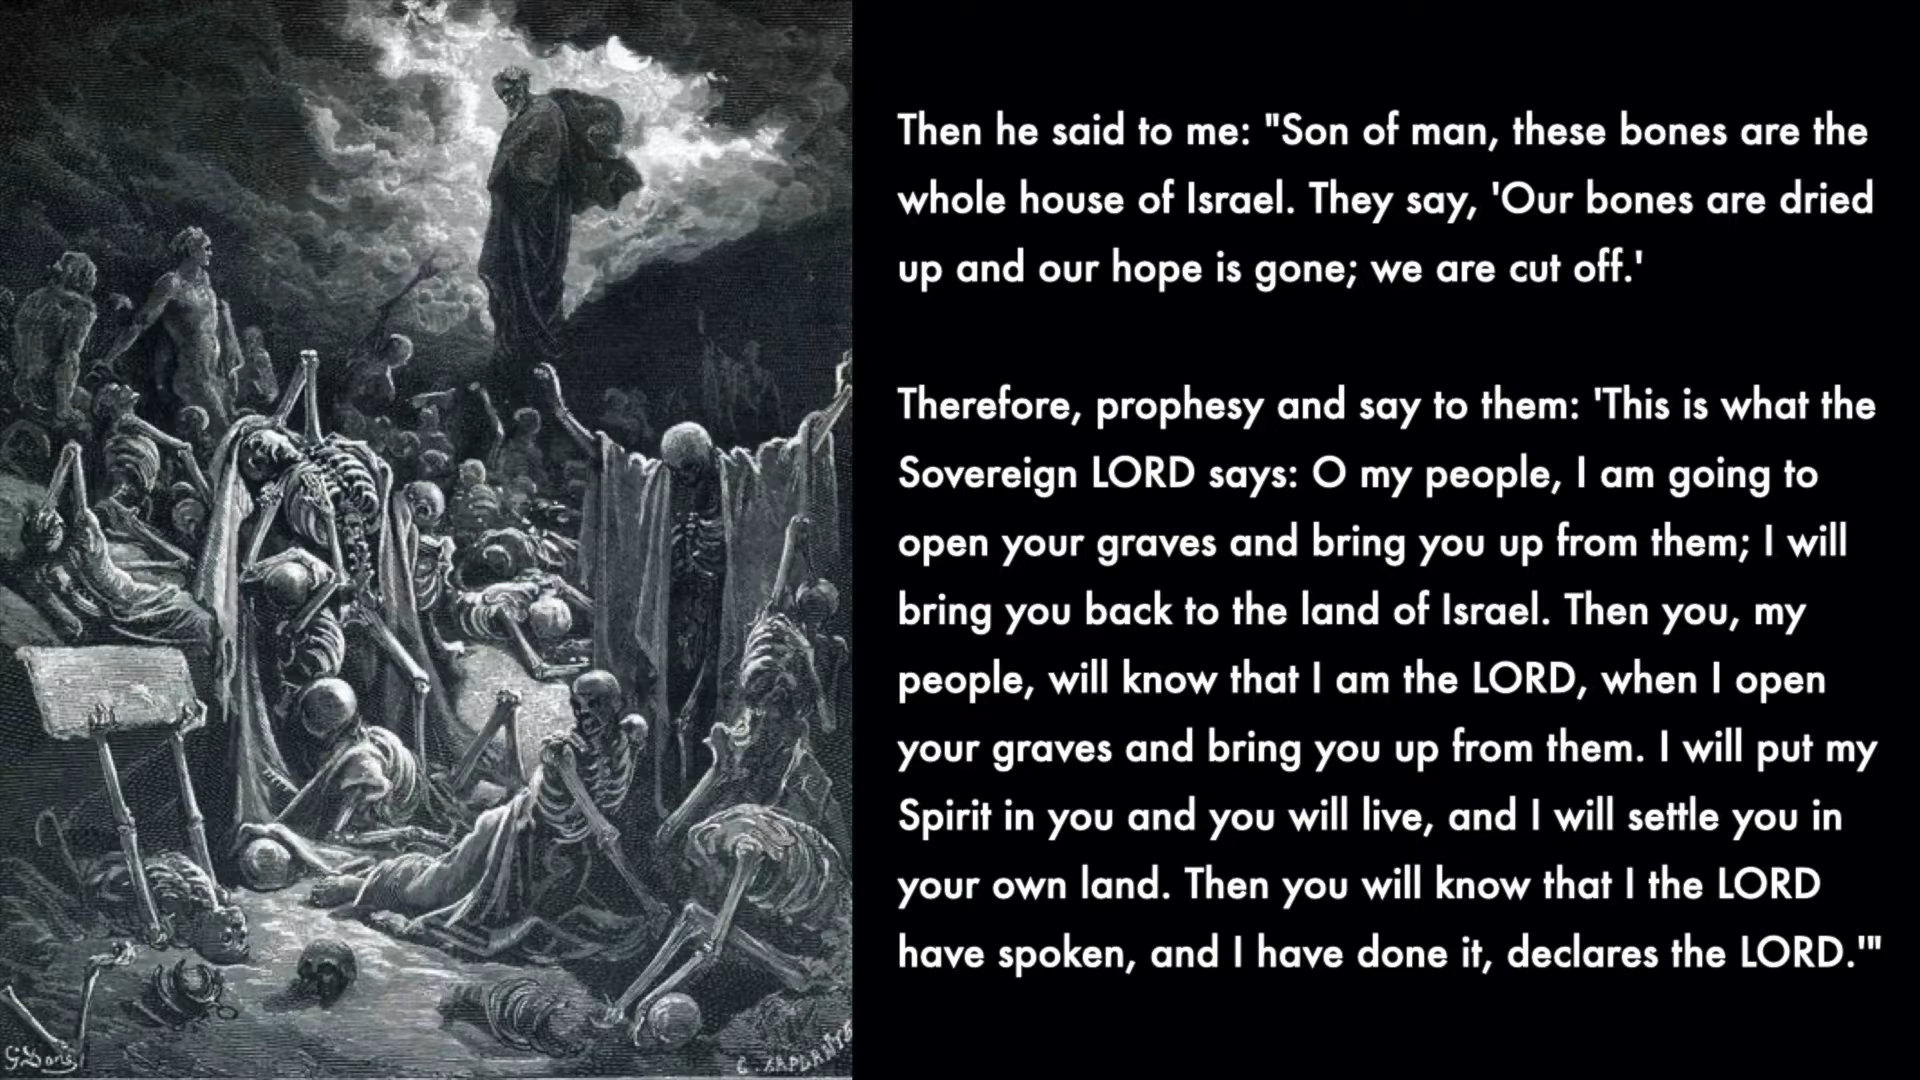 Then he said to me: "Son of man, these bones are the
whole house of Israel. They say, 'Our bones are dried
up and our hope is gone; we are cut off.'
Therefore, prophesy and say to them: 'This is what the
Sovereign LORD says: O my people, I am going to
open your graves and bring you up from them; I will
bring you back to the land of Israel. Then you, my
people, will know that I am the LORD, when I open
your graves and bring you up from them. I will put my
Spirit in you and you will live, and I will settle you in
your own land. Then you will know that I the LORD
have spoken, and I have done it, declares the LORD.'"
G. Doré